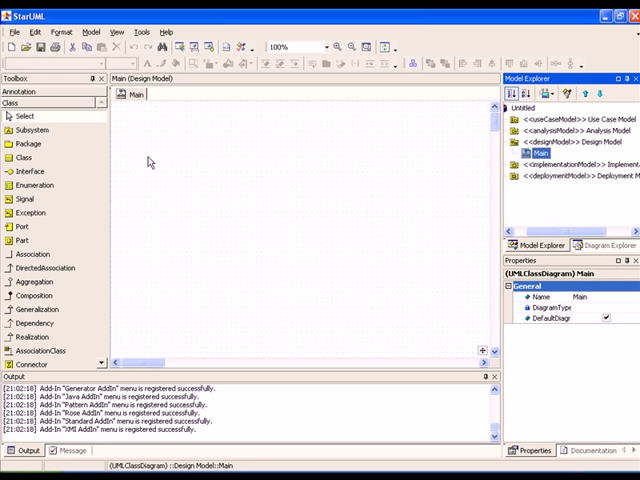 StarUML
File Edit Format Model View Tools Help
100%
Toolbox
Main (Design Model)
Model Explorer
Annotation
Class
Main
Select
Subsystem
Package
Class
Interface
Enumeration
Signal
Exception
Port
Part
Association
DirectedAssociation
Aggregation
Composition
Generalization
Dependency
Realization
AssociationClass
Connector
Untitled
<<useCaseModel>> Use Case Model
<<analysisModel>> Analysis Model
<<designModel>> Design Model
Main
<<implementationModel>> Implement
<<deploymentModel>> Deployment M
Model Explorer Diagram Explorer
Properties
(UMLClassDiagram) Main
General
Name Main
DiagramType
DefaultDiagr
Output
[21:02:18] Add-In "Generator AddIn" menu is registered successfully.
[21:02:18] Add-In "Java AddIn" menu is registered successfully.
[21:02:18] Add-In "Pattern AddIn" menu is registered successfully.
[21:02:18] Add-In "Rose AddIn" menu is registered successfully.
[21:02:18] Add-In "Standard AddIn" menu is registered successfully.
[21:02:18] Add-In "XMI AddIn" menu is registered successfully.
Output Message
Properties Documentation
(UMLClassDiagram) ::Design Model::Main